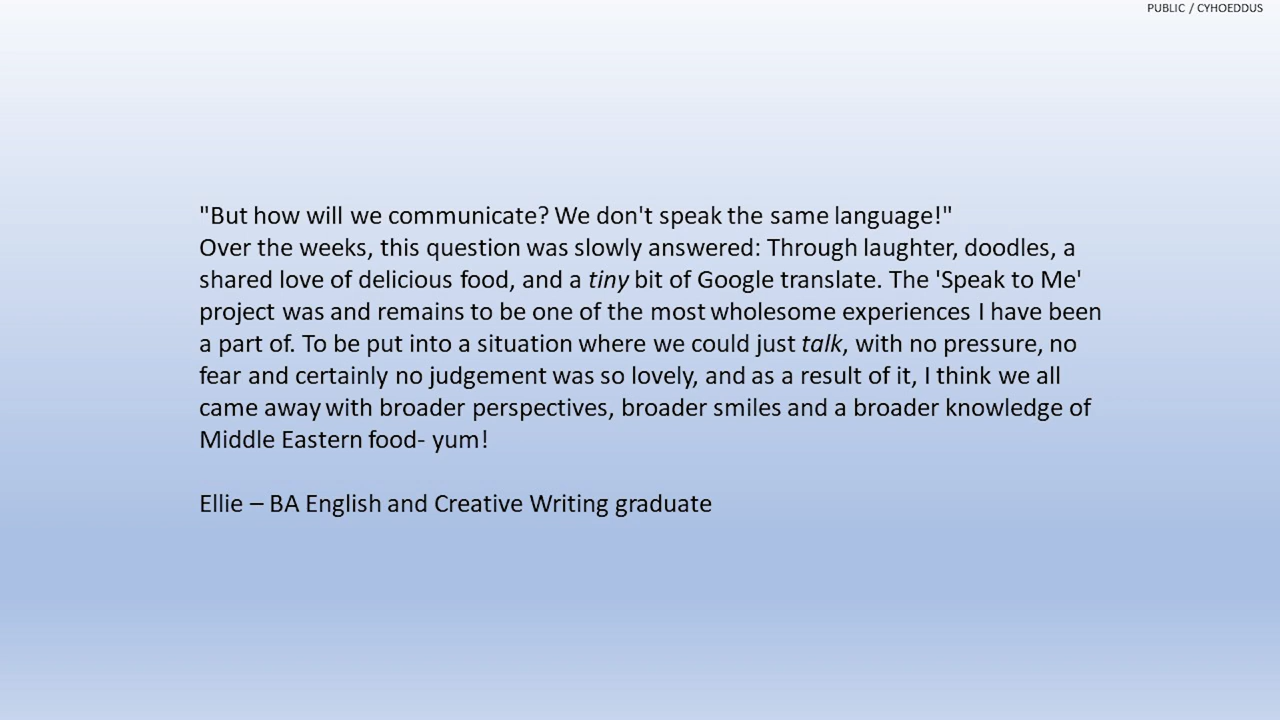 PUBLIC / CYHOEDDUS
"But how will we communicate? We don't speak the same language!"
Over the weeks, this question was slowly answered: Through laughter, doodles, a
shared love of delicious food, and a tiny bit of Google translate. The 'Speak to Me'
project was and remains to be one of the most wholesome experiences I have been
a part of. To be put into a situation where we could just talk, with no pressure, no
fear and certainly no judgement was so lovely, and as a result of it, I think we all
came away with broader perspectives, broader smiles and a broader knowledge of
Middle Eastern food- yum!
Ellie – BA English and Creative Writing graduate